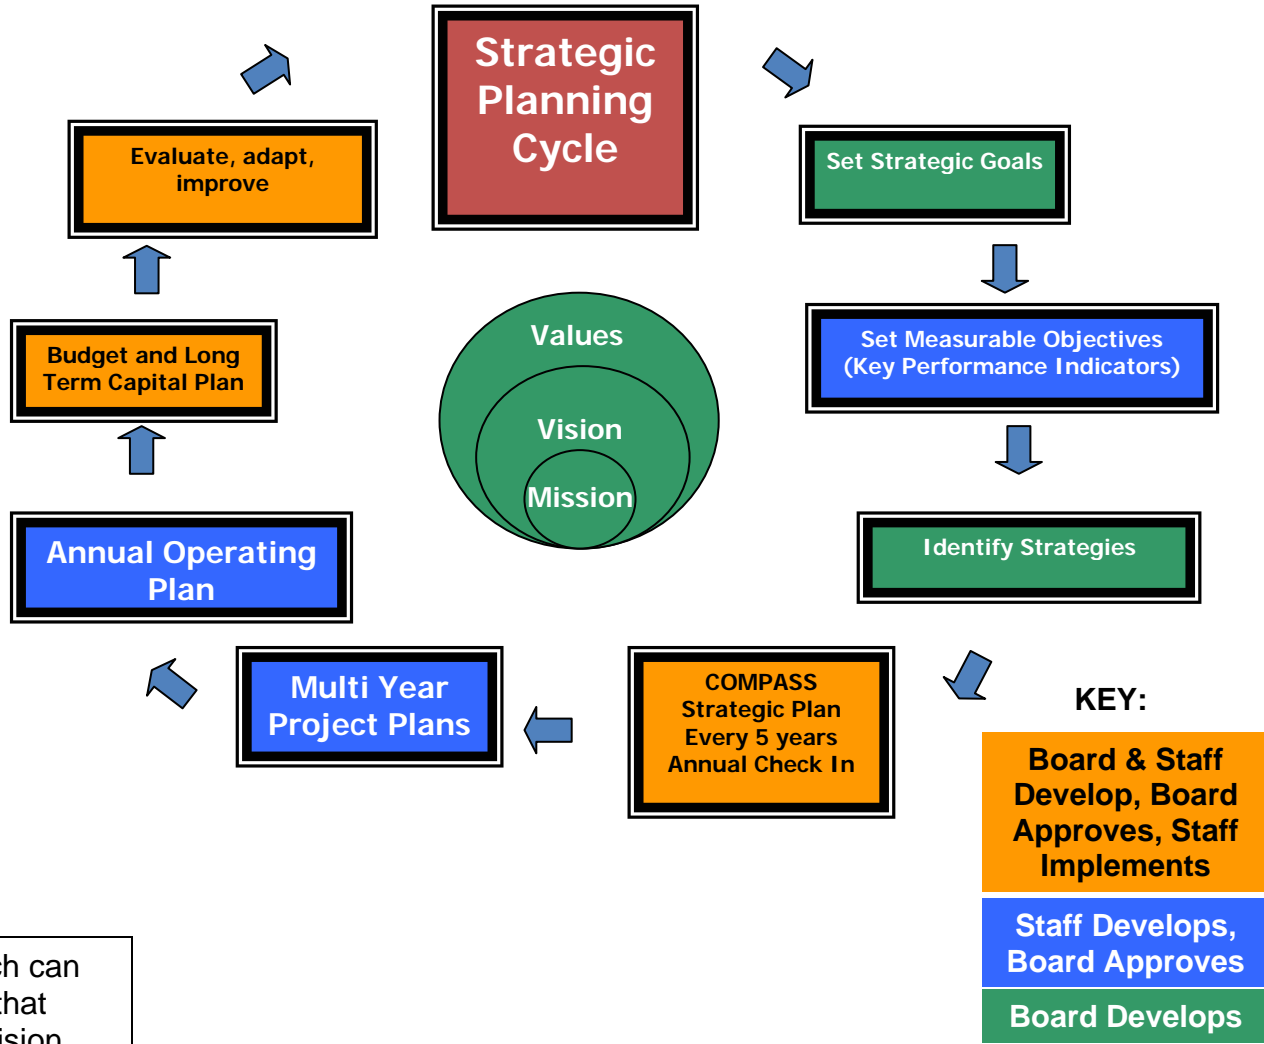 Strategic
Planning
Cycle
Evaluate, adapt,
improve
Set Strategic Goals
Budget and Long
Term Capital Plan
Values
Vision
Mission
Set Measurable Objectives
(Key Performance Indicators)
Annual Operating
Plan
Identify Strategies
Multi Year
Project Plans
COMPASS
Strategic Plan
Every 5 years
Annual Check In
KEY:
Board & Staff
Develop, Board
Approves, Staff
Implements
Staff Develops,
Board Approves
Board Develops
can
that